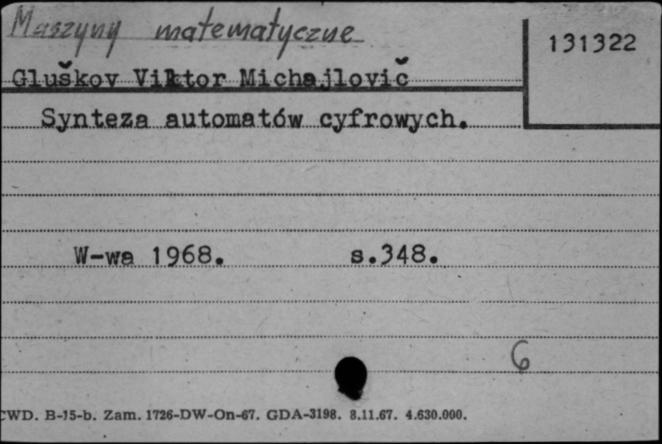 Maszyny matematyczne
131322
Gluškov Viktor Michajlovič
Synteza automatów cyfrowych.
W-wa 1968. s.348.
6
CWD. B-15-b. Zam. 1726-DW-On-67. GDA-3198. 8.11.67. 4.630.000.